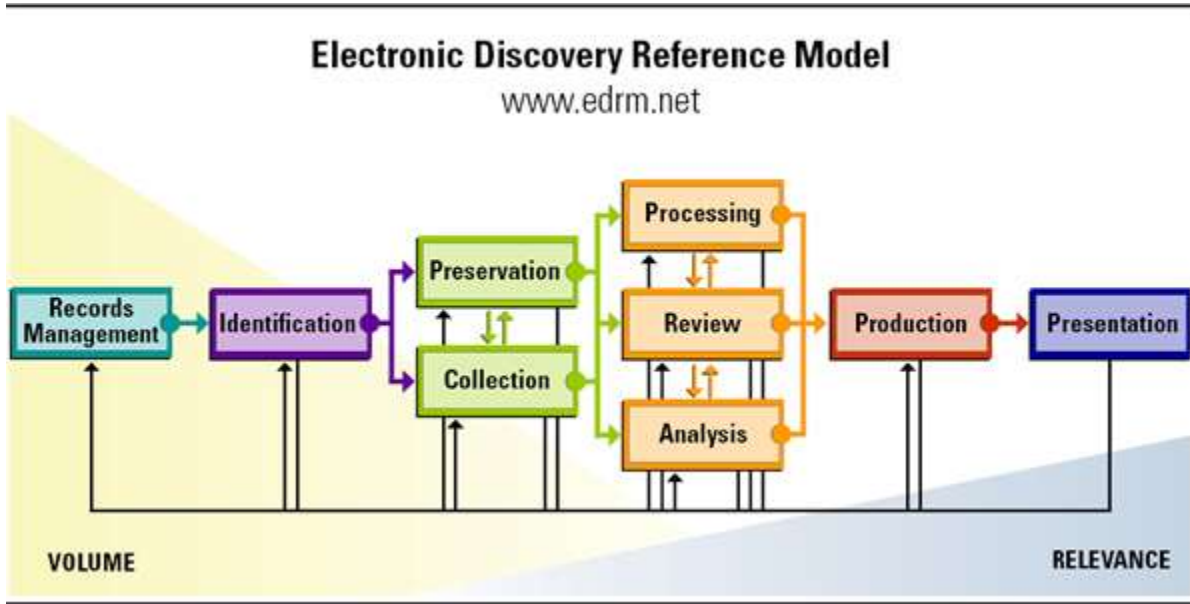 Electronic Discovery Reference Model
www.edrm.net
Records
Management
Identification
Preservation
Collection
Processing
Review
Analysis
Production
Presentation
VOLUME
RELEVANCE